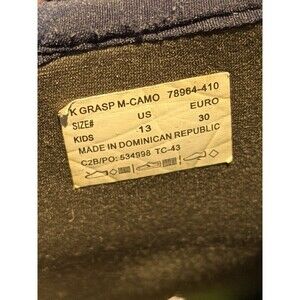 K GRASP M-CAMO 78964-410
SIZE# US EURO
KIDS 13 30
MADE IN DOMINICAN REPUBLIC
C2B/PO: 534998 TC-43